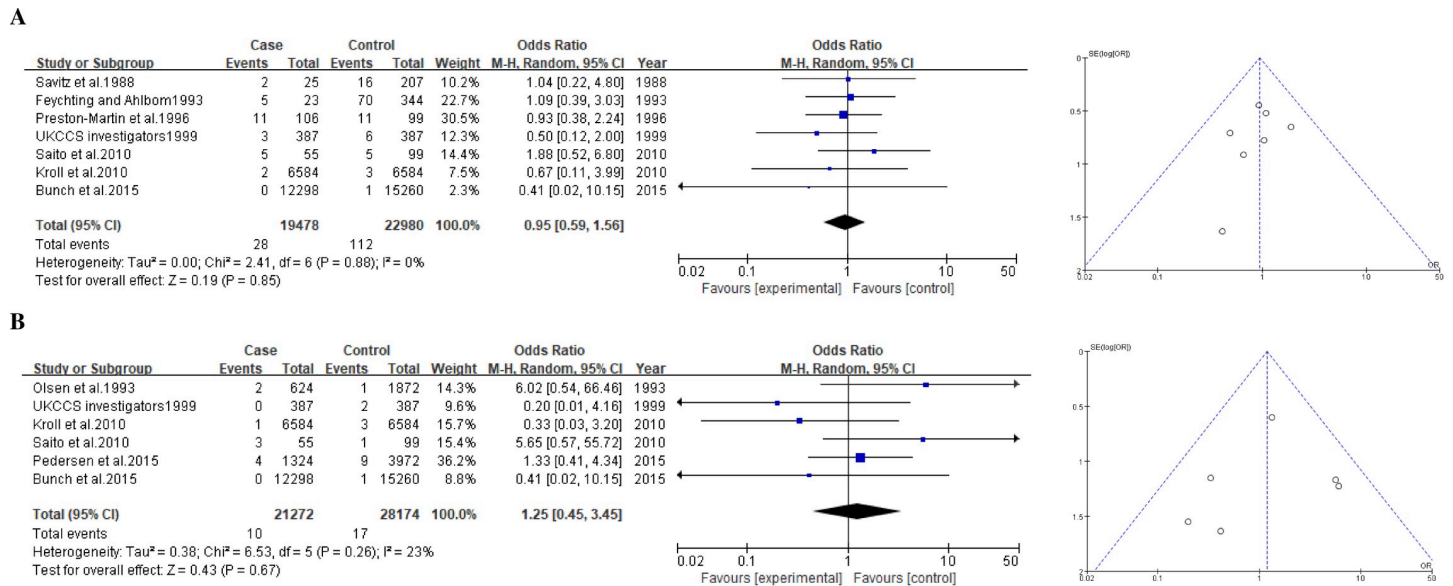 A
Case Control Odds Ratio Odds Ratio
Study or Subgroup Events Total Events Total Weight M-H, Random, 95% CI Year M-H, Random, 95% CI
Savitz et al.1988 2 25 16 207 10.2% 1.04 [0.22, 4.80] 1988
Feychting and Ahlbom1993 5 23 70 344 22.7% 1.09 [0.39, 3.03] 1993
Preston-Martin et al.1996 11 106 11 99 30.5% 0.93 [0.38, 2.24] 1996
UKCCS investigators1999 3 387 6 387 12.3% 0.50 [0.12, 2.00] 1999
Saito et al.2010 5 55 5 99 14.4% 1.88 [0.52, 6.80] 2010
Kroll et al.2010 2 6584 3 6584 7.5% 0.67 [0.11, 3.99] 2010
Bunch et al.2015 0 12298 1 15260 2.3% 0.41 [0.02, 10.15] 2015
Total (95% CI) 19478 22980 100.0% 0.95 [0.59, 1.56]
Total events 28 112
Heterogeneity: Tau² = 0.00; Chi² = 2.41, df = 6 (P = 0.88); I² = 0%
Test for overall effect: Z = 0.19 (P = 0.85)
0.02 0.1 1 10 50
Favours [experimental] Favours [control]
SE(log[OR])
0
0.5
1
1.5
2
0.02 0.1 1 10 50
OR
B
Case Control Odds Ratio Odds Ratio
Study or Subgroup Events Total Events Total Weight M-H, Random, 95% CI Year M-H, Random, 95% CI
Olsen et al.1993 2 624 1 1872 14.3% 6.02 [0.54, 66.46] 1993
UKCCS investigators1999 0 387 2 387 9.6% 0.20 [0.01, 4.16] 1999
Kroll et al.2010 1 6584 3 6584 15.7% 0.33 [0.03, 3.20] 2010
Saito et al.2010 3 55 1 99 15.4% 5.65 [0.57, 55.72] 2010
Pedersen et al.2015 4 1324 9 3972 36.2% 1.33 [0.41, 4.34] 2015
Bunch et al.2015 0 12298 1 15260 8.8% 0.41 [0.02, 10.15] 2015
Total (95% CI) 21272 28174 100.0% 1.25 [0.45, 3.45]
Total events 10 17
Heterogeneity: Tau² = 0.38; Chi² = 6.53, df = 5 (P = 0.26); I² = 23%
Test for overall effect: Z = 0.43 (P = 0.67)
0.02 0.1 1 10 50
Favours [experimental] Favours [control]
SE(log[OR])
0
0.5
1
1.5
2
0.02 0.1 1 10 50
OR